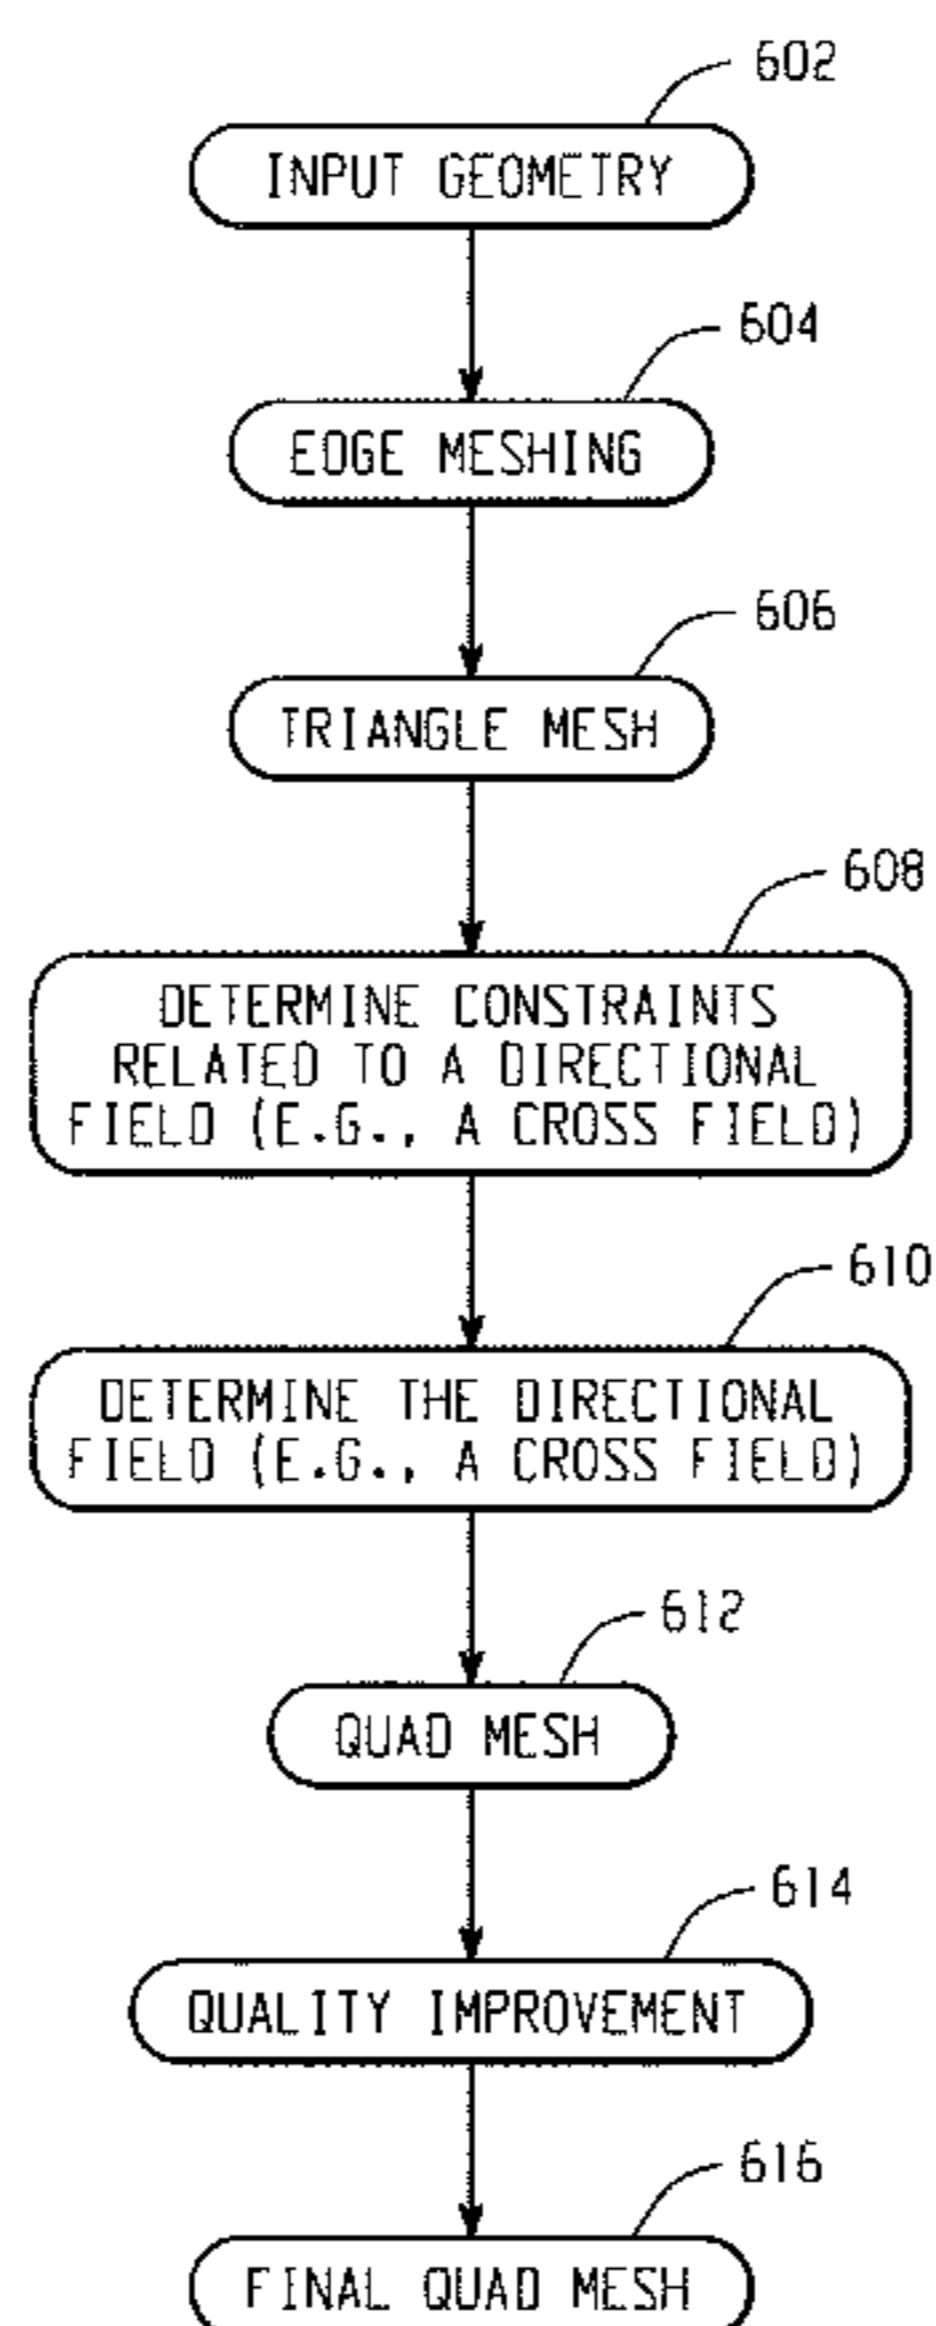 602
INPUT GEOMETRY
604
EDGE MESHING
606
TRIANGLE MESH
608
DETERMINE CONSTRAINTS
RELATED TO A DIRECTIONAL
FIELD (E.G., A CROSS FIELD)
610
DETERMINE THE DIRECTIONAL
FIELD (E.G., A CROSS FIELD)
612
QUAD MESH
614
QUALITY IMPROVEMENT
616
FINAL QUAD MESH